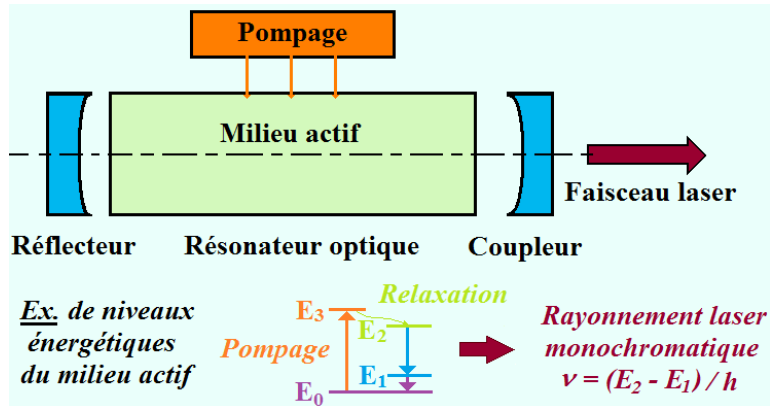 Pompage
Milieu actif
Faisceau laser
Réflecteur
Résonateur optique
Coupleur
Ex. de niveaux
énergétiques
du milieu actif
Relaxation
E₃
E₂
Pompage
E₁
E₀
Rayonnement laser
monochromatique
ν = (E₂ - E₁) / h